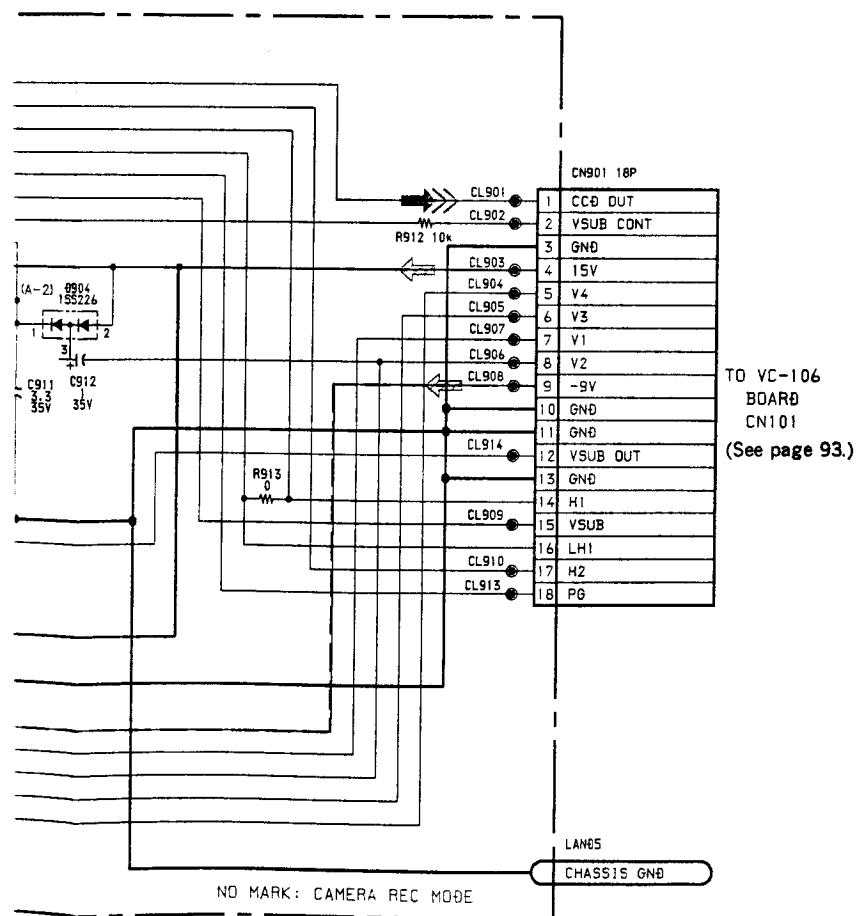 CN901 18P
CL901 1 CCD OUT
CL902 2 VSUB CONT
R912 10k
3 GND
CL903 4 15V
CL904 5 V4
CL905 6 V3
CL907 7 V1
CL906 8 V2
CL908 9 -9V
10 GND
11 GND
CL914 12 VSUB OUT
13 GND
14 H1
CL909 15 VSUB
16 LH1
CL910 17 H2
CL913 18 PG
(A-2) D904
1SS226
1 2
3
C911
3.3
35V
C912
1
35V
R913
0
TO VC-106
BOARD
CN101
(See page 93.)
LAND5
CHASSIS GND
NO MARK: CAMERA REC MODE